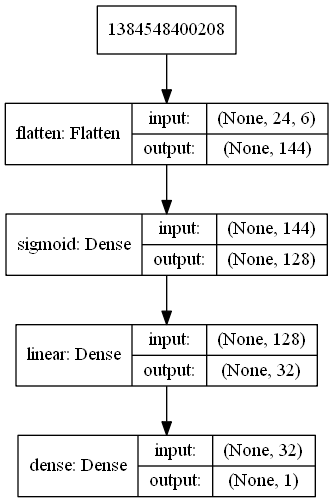 1384548400208
flatten: Flatten
input: (None, 24, 6)
output: (None, 144)
sigmoid: Dense
input: (None, 144)
output: (None, 128)
linear: Dense
input: (None, 128)
output: (None, 32)
dense: Dense
input: (None, 32)
output: (None, 1)